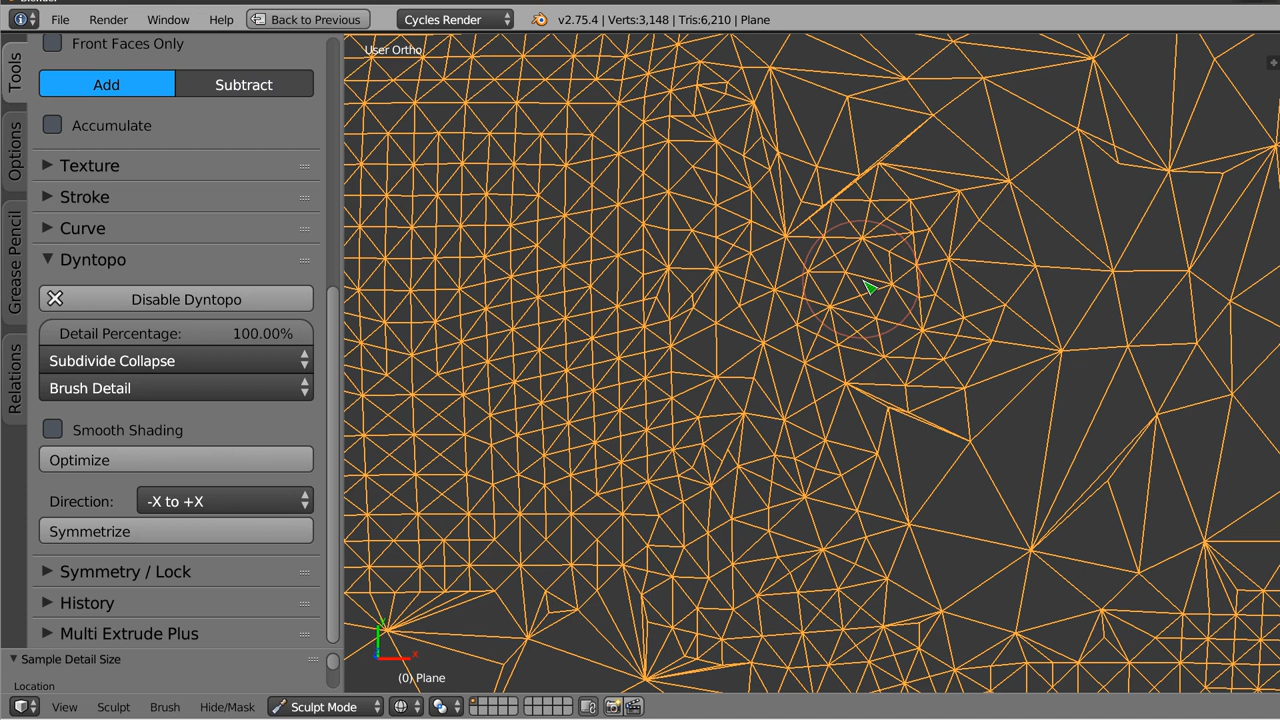 File Render Window Help Back to Previous Cycles Render v2.75.4 | Verts:3,148 | Tris:6,210 | Plane
Tools
Options
Grease Pencil
Relations
Front Faces Only
Add Subtract
Accumulate
Texture
Stroke
Curve
Dyntopo
Disable Dyntopo
Detail Percentage: 100.00%
Subdivide Collapse
Brush Detail
Smooth Shading
Optimize
Direction: -X to +X
Symmetrize
Symmetry / Lock
History
Multi Extrude Plus
Sample Detail Size
Location
User Ortho
Y
X
(0) Plane
View Sculpt Brush Hide/Mask Sculpt Mode